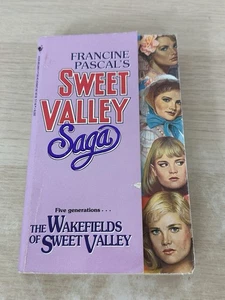 FRANCINE
PASCAL'S
SWEET
VALLEY
Saga
Five generations . . .
THE WAKEFIELDS
OF SWEET VALLEY